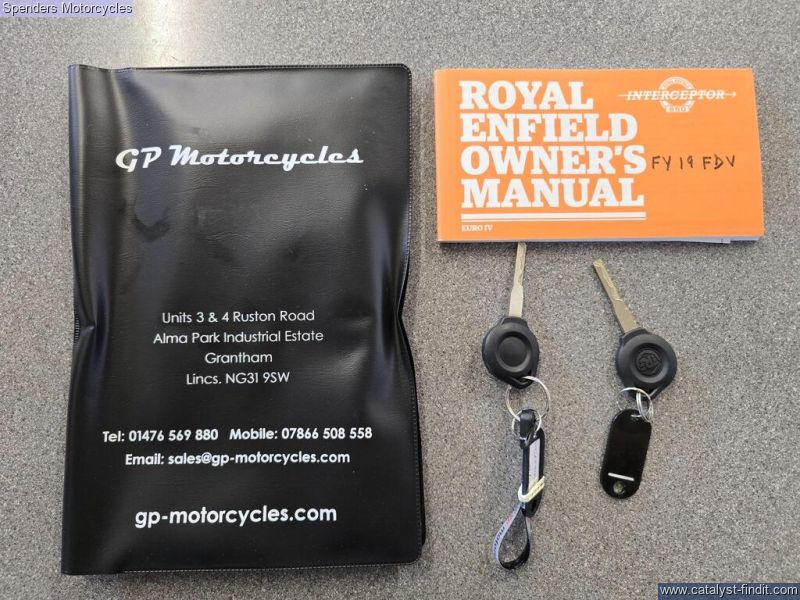 Spenders Motorcycles
GP Motorcycles
Units 3 & 4 Ruston Road
Alma Park Industrial Estate
Grantham
Lincs. NG31 9SW
Tel: 01476 569 880 Mobile: 07866 508 558
Email: sales@gp-motorcycles.com
gp-motorcycles.com
ROYAL
ENFIELD
OWNER'S
MANUAL
EURO IV
INTERCEPTOR
650
FY19 FDV
www.catalyst-findit.com